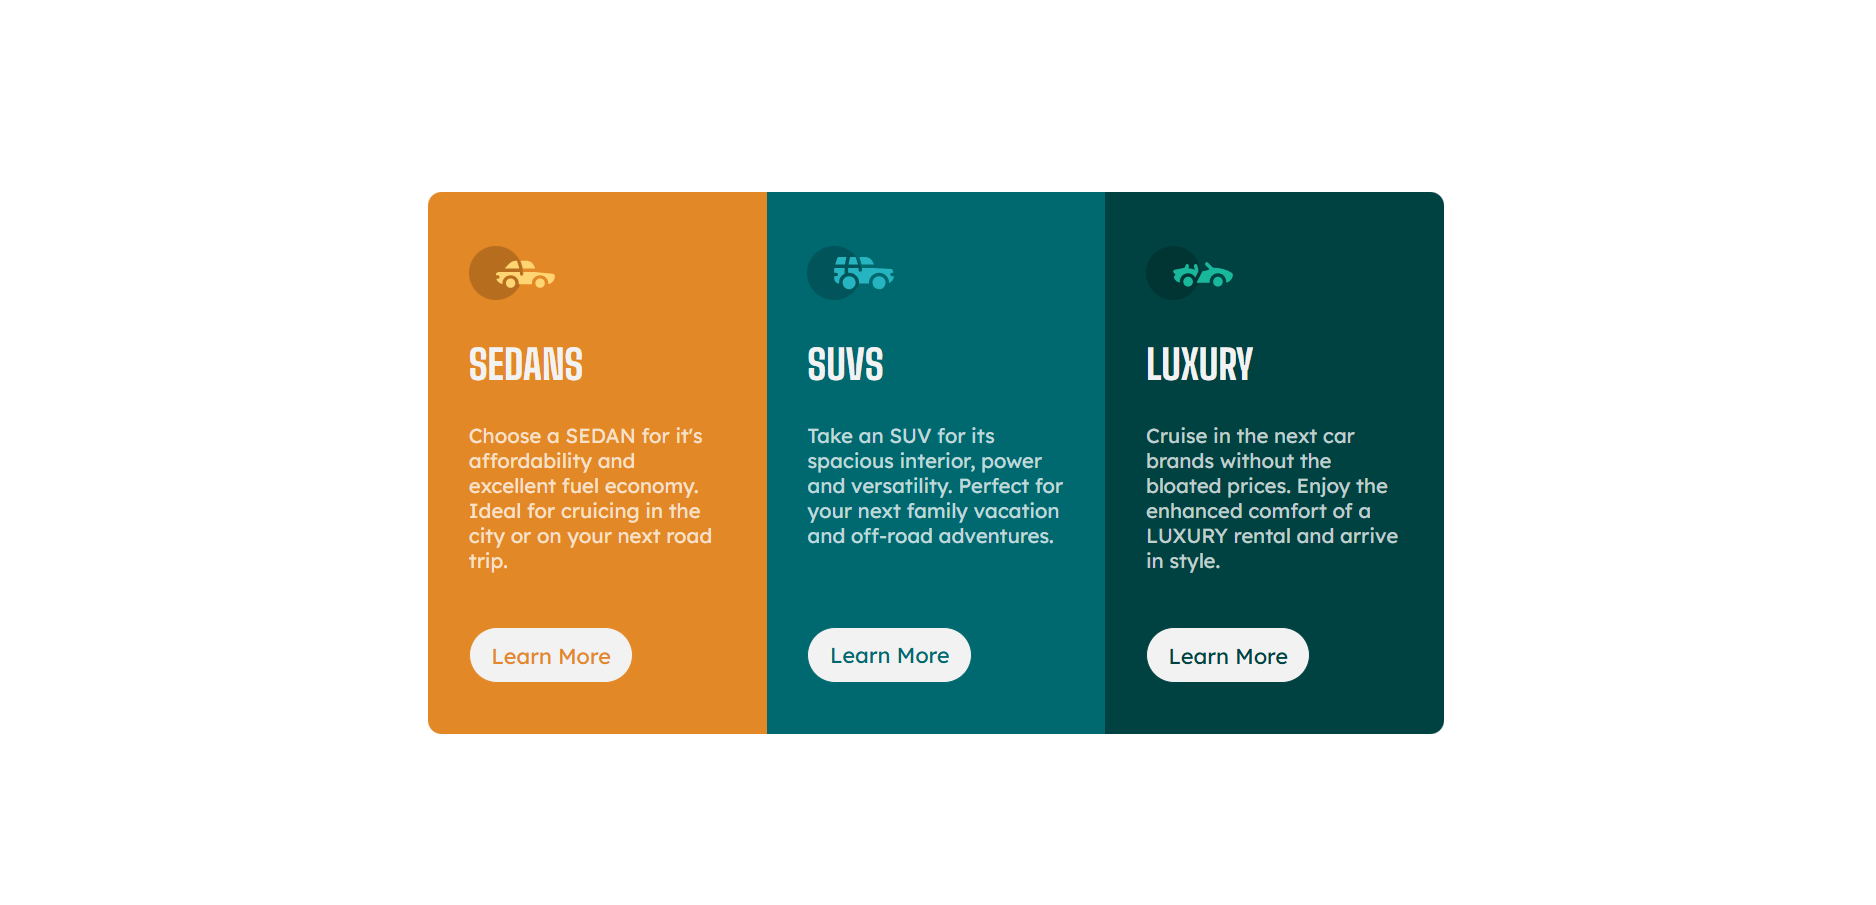 SEDANS
Choose a SEDAN for it's
affordability and
excellent fuel economy.
Ideal for cruicing in the
city or on your next road
trip.
Learn More
SUVS
Take an SUV for its
spacious interior, power
and versatility. Perfect for
your next family vacation
and off-road adventures.
Learn More
LUXURY
Cruise in the next car
brands without the
bloated prices. Enjoy the
enhanced comfort of a
LUXURY rental and arrive
in style.
Learn More